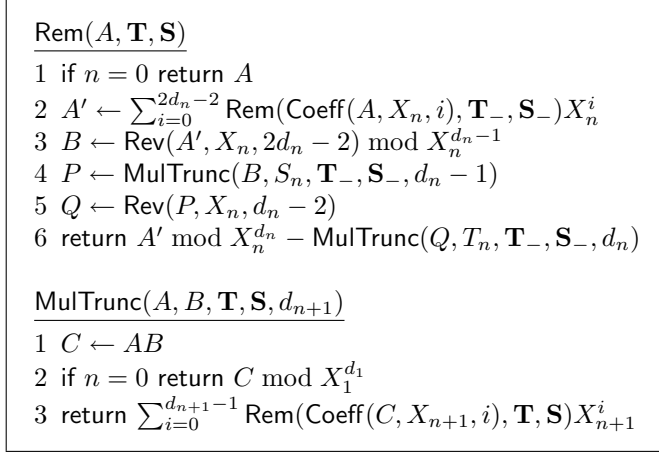 Rem(A, T, S)
1 if n = 0 return A
2 A′ ← ∑_{i=0}^{2d_n−2} Rem(Coeff(A, X_n, i), T_−, S_−)X_n^i
3 B ← Rev(A′, X_n, 2d_n − 2) mod X_n^{d_n−1}
4 P ← MulTrunc(B, S_n, T_−, S_−, d_n − 1)
5 Q ← Rev(P, X_n, d_n − 2)
6 return A′ mod X_n^{d_n} − MulTrunc(Q, T_n, T_−, S_−, d_n)
MulTrunc(A, B, T, S, d_{n+1})
1 C ← AB
2 if n = 0 return C mod X_1^{d_1}
3 return ∑_{i=0}^{d_{n+1}−1} Rem(Coeff(C, X_{n+1}, i), T, S)X_{n+1}^i